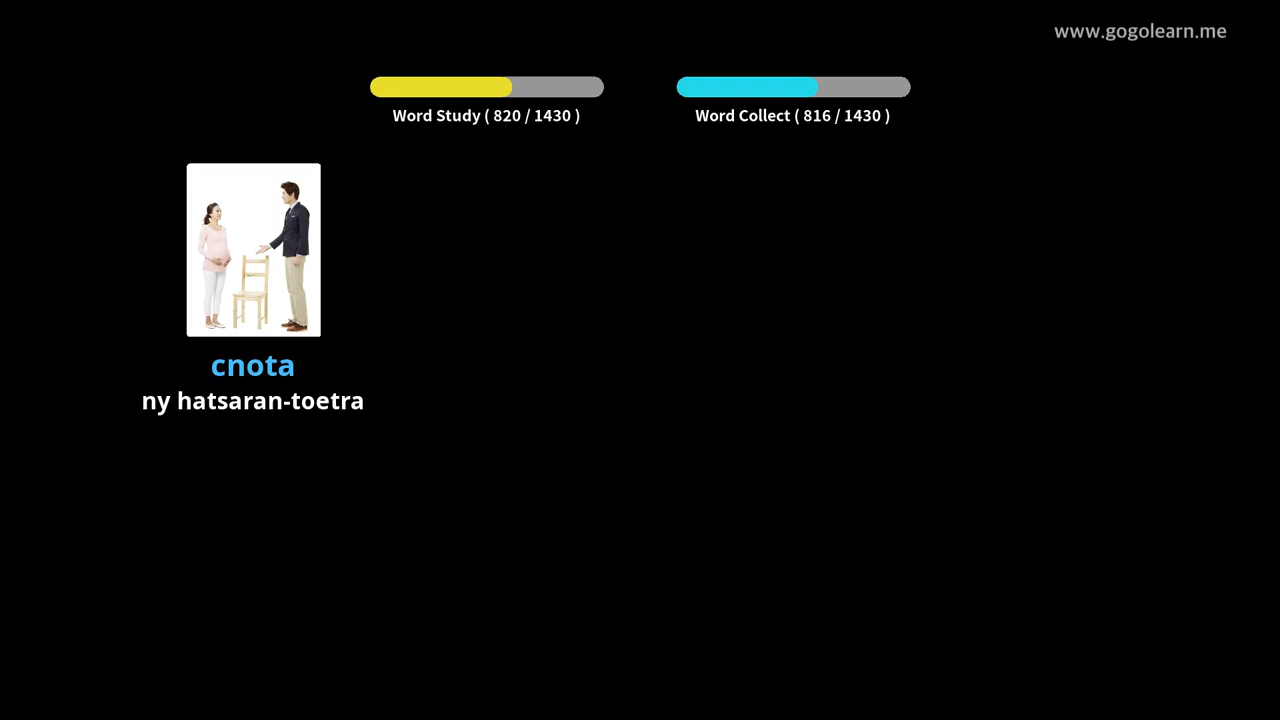 www.gogolearn.me
Word Study ( 820 / 1430 )
Word Collect ( 816 / 1430 )
cnota
ny hatsaran-toetra